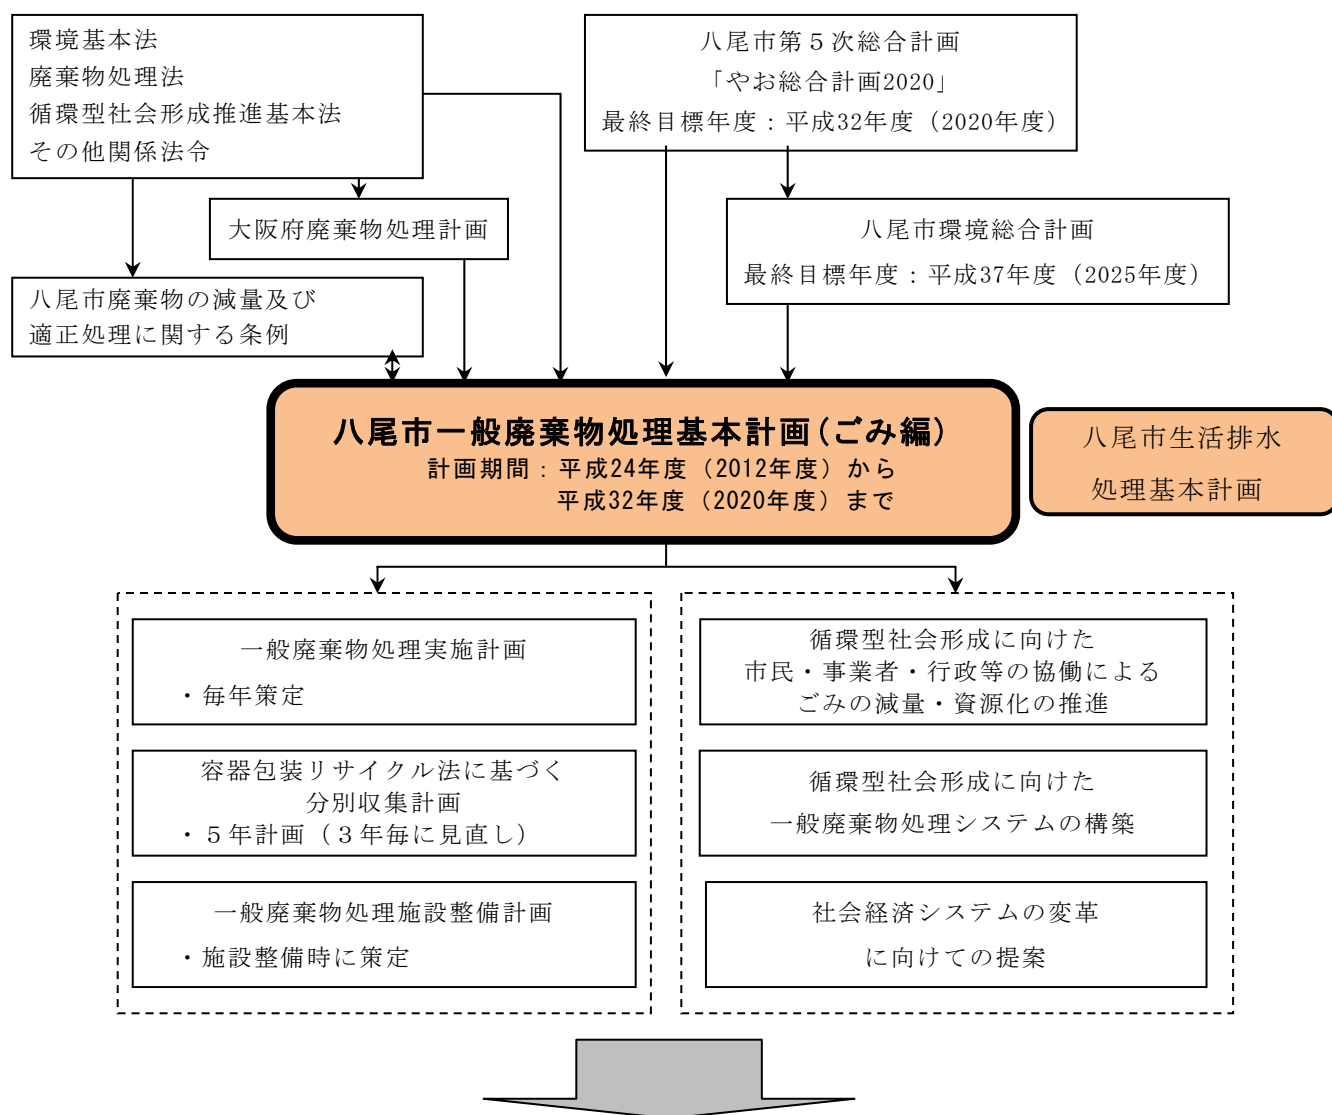 環境基本法
廃棄物処理法
循環型社会形成推進基本法
その他関係法令
八尾市第５次総合計画
「やお総合計画2020」
最終目標年度：平成32年度（2020年度）
大阪府廃棄物処理計画
八尾市環境総合計画
最終目標年度：平成37年度（2025年度）
八尾市廃棄物の減量及び
適正処理に関する条例
八尾市一般廃棄物処理基本計画(ごみ編)
計画期間：平成24年度（2012年度）から
平成32年度（2020年度）まで
八尾市生活排水
処理基本計画
一般廃棄物処理実施計画
・毎年策定
容器包装リサイクル法に基づく
分別収集計画
・５年計画（３年毎に見直し）
一般廃棄物処理施設整備計画
・施設整備時に策定
循環型社会形成に向けた
市民・事業者・行政等の協働による
ごみの減量・資源化の推進
循環型社会形成に向けた
一般廃棄物処理システムの構築
社会経済システムの変革
に向けての提案